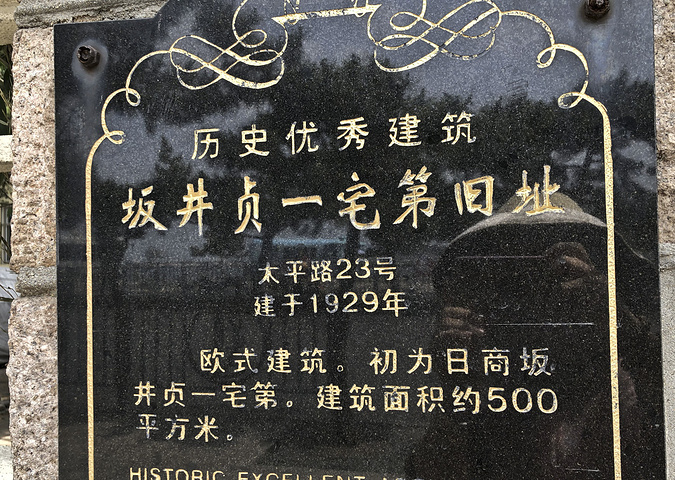 历史优秀建筑
坂井贞一宅第旧址
太平路23号
建于1929年
欧式建筑。初为日商坂
井贞一宅第。建筑面积约500
平方米。
HISTORIC EXCELLENT